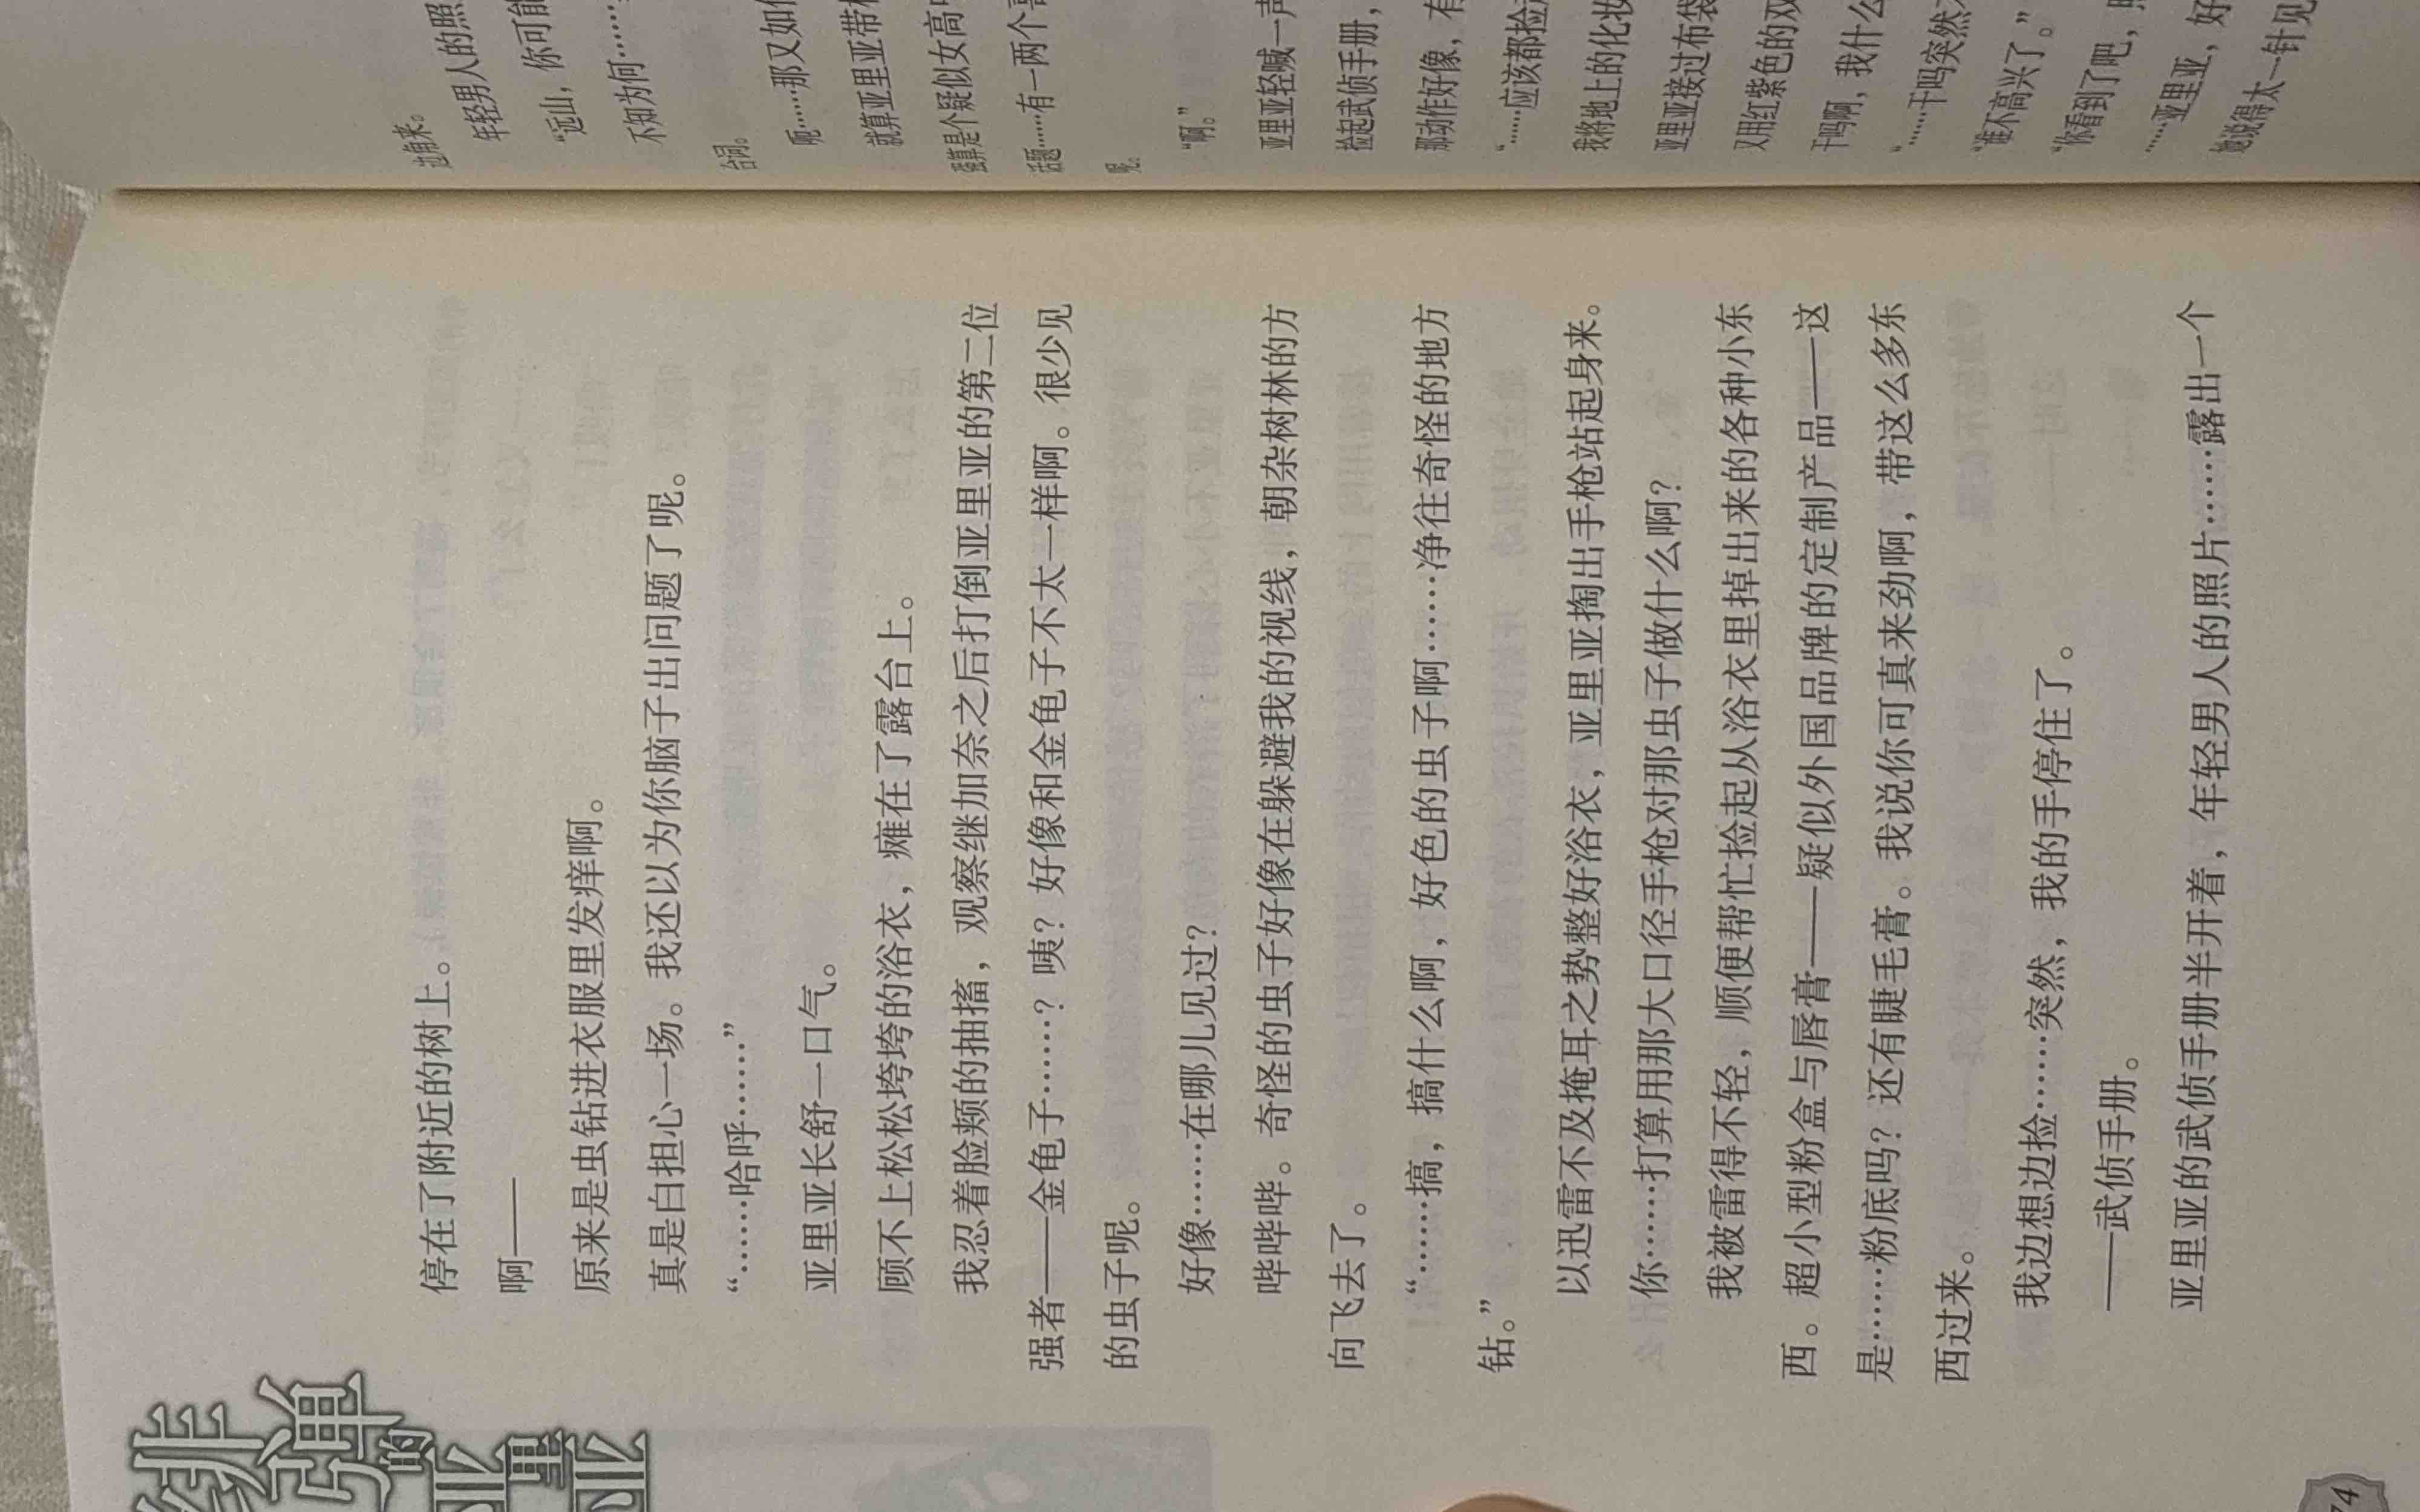 绯弹的亚里亚
停在了附近的树上。
啊——
原来是虫钻进衣服里发痒啊。
真是白担心一场。我还以为你脑子出问题了呢。
“……哈呼……”
亚里亚长舒一口气。
顾不上松松垮垮的浴衣，瘫在了露台上。
我忍着脸颊的抽搐，观察继加奈之后打倒亚里亚的第二位
强者——金龟子……？咦？好像和金龟子不太一样啊。很少见
的虫子呢。
好像……在哪儿见过？
哔哔哔。奇怪的虫子好像在躲避我的视线，朝杂树林的方
向飞去了。
“……搞，搞什么啊，好色的虫子啊……净往奇怪的地方
钻。”
以迅雷不及掩耳之势整好浴衣，亚里亚掏出手枪站起身来。
你……打算用那大口径手枪对那虫子做什么啊？
我被雷得不轻，顺便帮忙捡起从浴衣里掉出来的各种小东
西。超小型粉盒与唇膏——疑似外国品牌的定制产品——这
是……粉底吗？还有睫毛膏。我说你可真来劲啊，带这么多东
西过来。
我边想边捡……突然，我的手停住了。
——武侦手册。
亚里亚的武侦手册半开着，年轻男人的照片……露出一个
74
边角来。
年轻男人的照
“远山，你可能
不知为何……
台词。
呃……那又如
就算亚里亚带
强算是个疑似女高
话题……有一两个
呢。
“啊。”
亚里亚轻喊一声
捡起武侦手册，
那动作好像，有
“……应该都捡
我将地上的化妆
亚里亚接过布袋
又用红紫色的双
干吗啊，我什么
“……干吗突然
“谁不高兴了。”
“你看到了吧，
……亚里亚，好
她说得太一针见